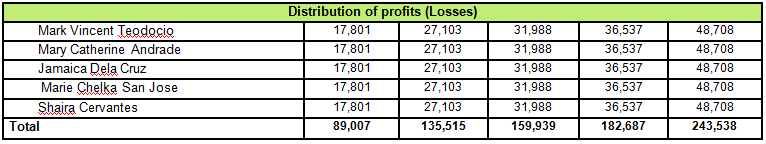 Distribution of profits (Losses)
Mark Vincent Teodocio 17,801 27,103 31,988 36,537 48,708
Mary Catherine Andrade 17,801 27,103 31,988 36,537 48,708
Jamaica Dela Cruz 17,801 27,103 31,988 36,537 48,708
Marie Chelka San Jose 17,801 27,103 31,988 36,537 48,708
Shaira Cervantes 17,801 27,103 31,988 36,537 48,708
Total 89,007 135,515 159,939 182,687 243,538